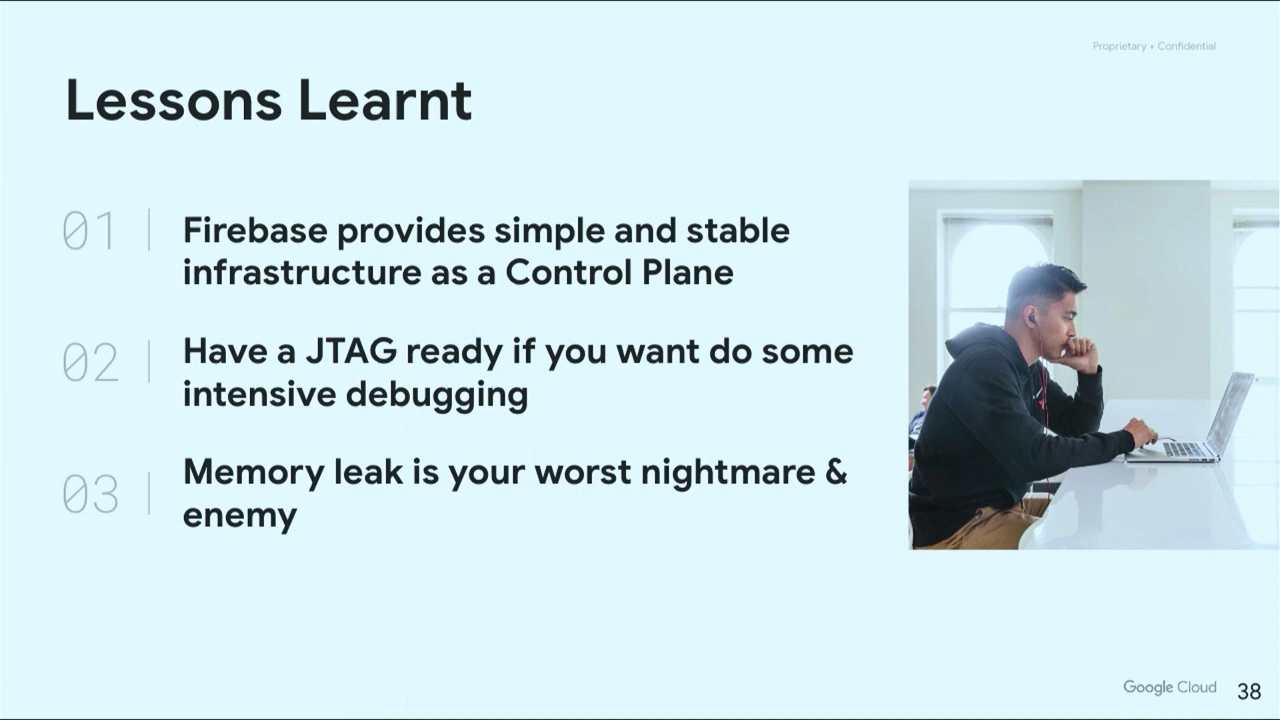 Proprietary + Confidential
Lessons Learnt
01
Firebase provides simple and stable
infrastructure as a Control Plane
02
Have a JTAG ready if you want do some
intensive debugging
03
Memory leak is your worst nightmare &
enemy
Google Cloud
38